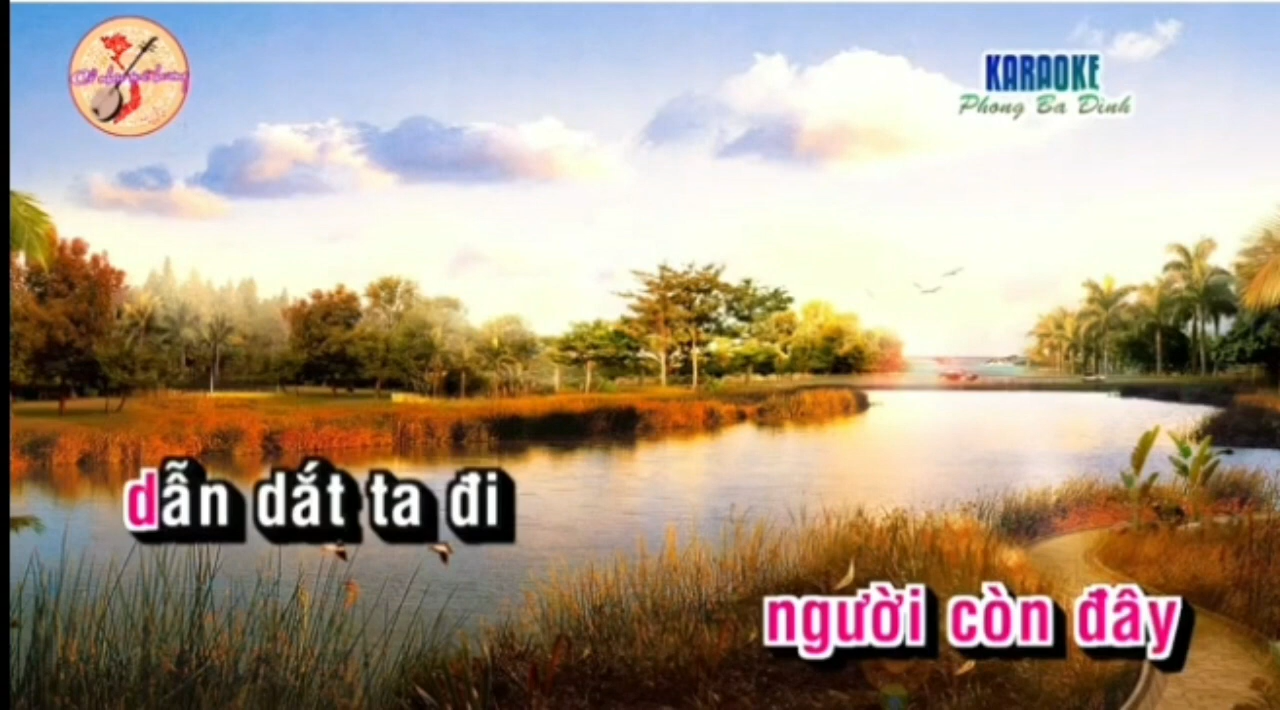 KARAOKE
Phong Ba Dinh
dẫn dắt ta đi
người còn đây